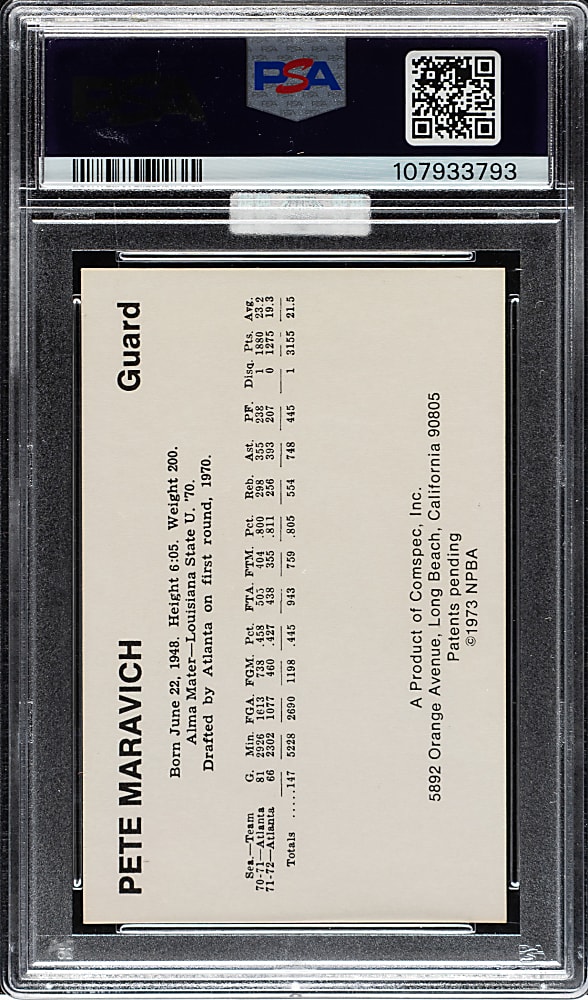 PSA
107933793
PETE MARAVICH Guard
Born June 22, 1948. Height 6:05. Weight 200.
Alma Mater—Louisiana State U. '70.
Drafted by Atlanta on first round, 1970.
Sea.—Team G. Min. FGA. FGM. Pct. FTA. FTM. Pct. Reb. Ast. PF. Disq. Pts. Avg.
70-71—Atlanta 81 2926 1613 738 .458 505 404 .800 298 355 238 1 1880 23.2
71-72—Atlanta 66 2302 1077 460 .427 438 355 .811 256 393 207 0 1275 19.3
Totals .....147 5228 2690 1198 .445 943 759 .805 554 748 445 1 3155 21.5
A Product of Comspec, Inc.
5892 Orange Avenue, Long Beach, California 90805
Patents pending
©1973 NPBA